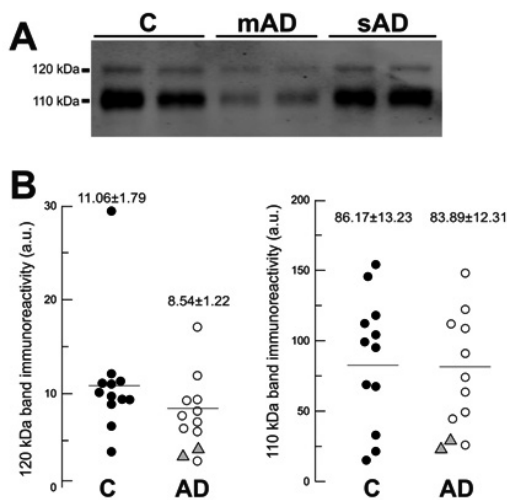 A
C mAD sAD
120 kDa
110 kDa
B
11.06±1.79
8.54±1.22
120 kDa band immunoreactivity (a.u.)
30
20
10
0
C AD
86.17±13.23 83.89±12.31
110 kDa band immunoreactivity (a.u.)
200
150
100
50
0
C AD